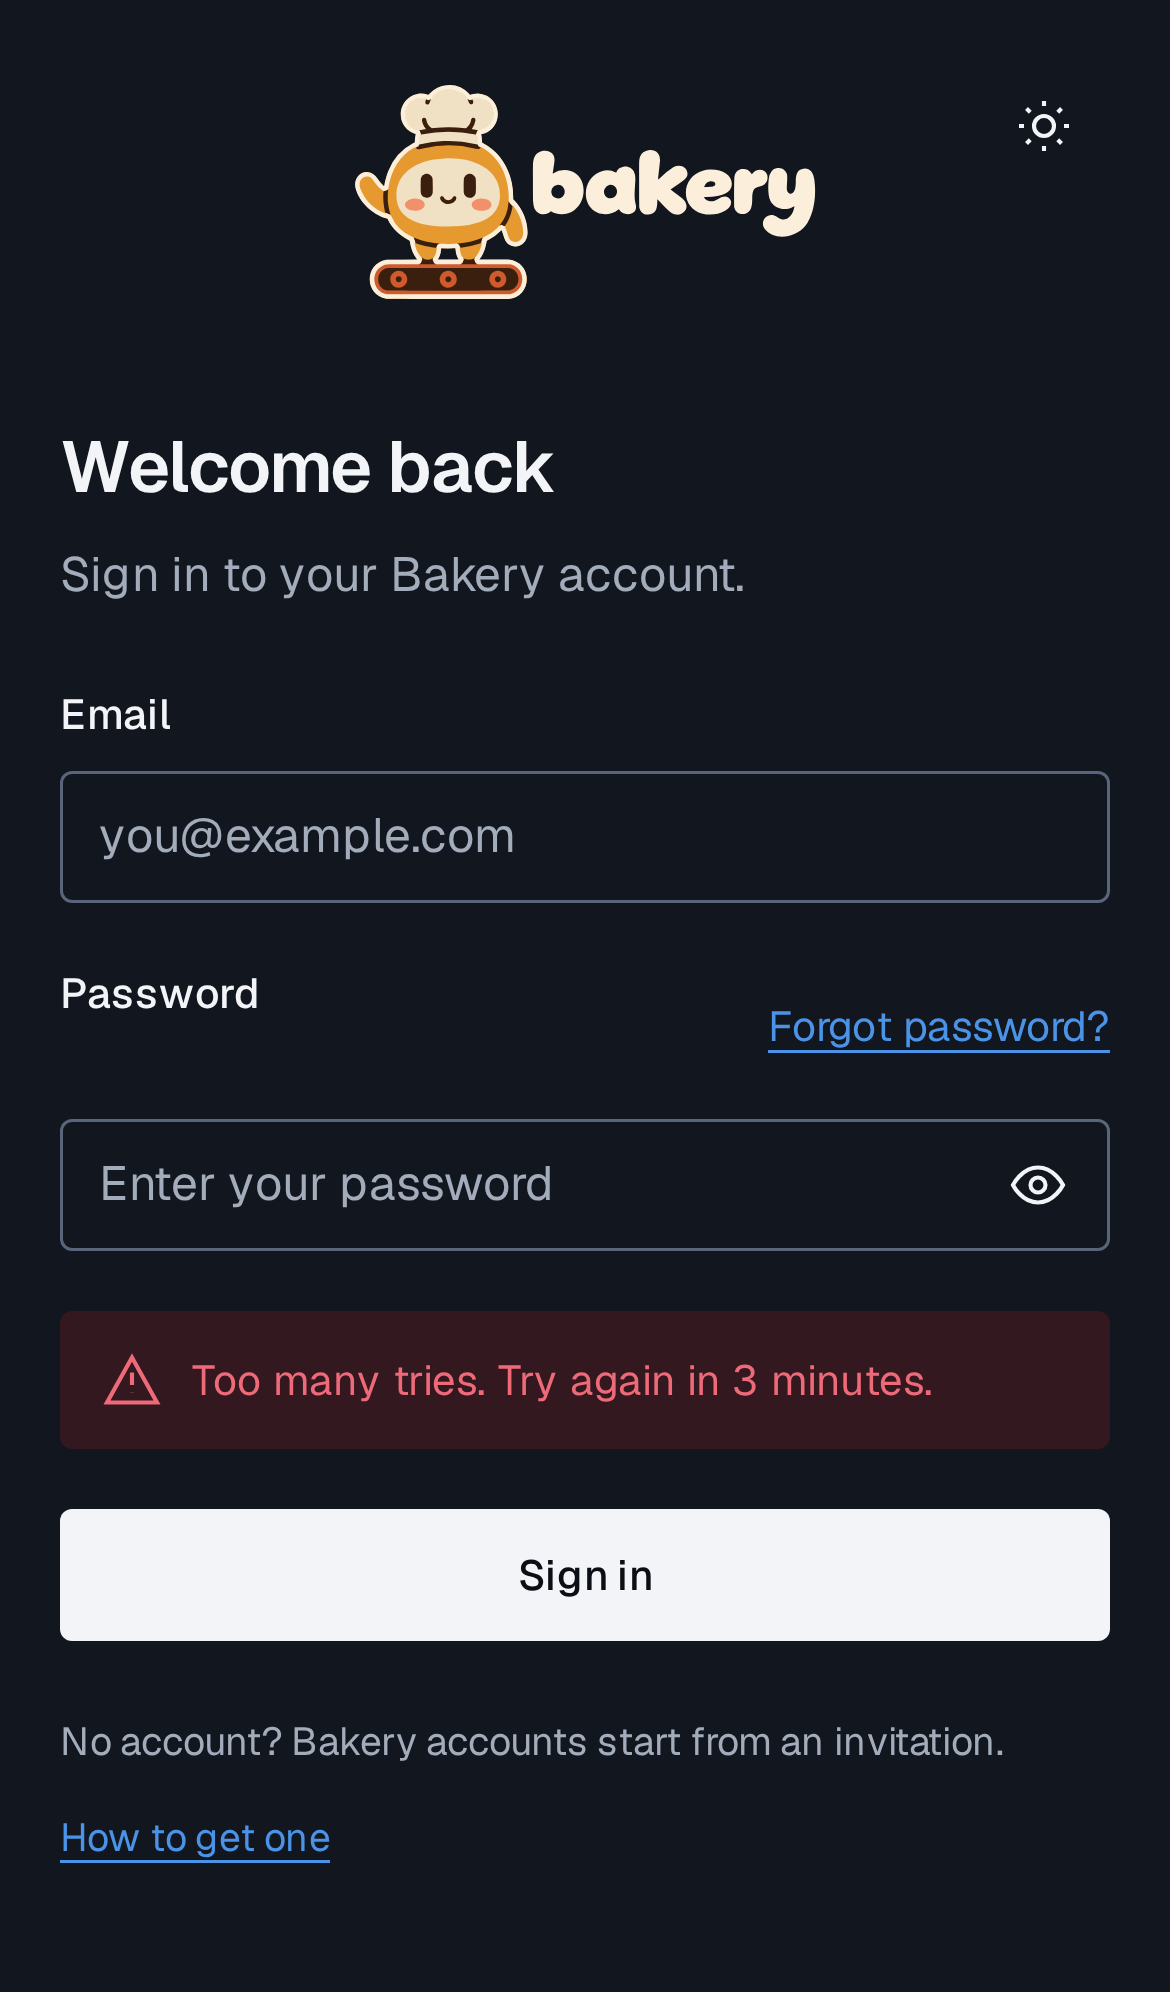 bakery
Welcome back
Sign in to your Bakery account.
Email
you@example.com
Password
Forgot password?
Enter your password
Too many tries. Try again in 3 minutes.
Sign in
No account? Bakery accounts start from an invitation.
How to get one